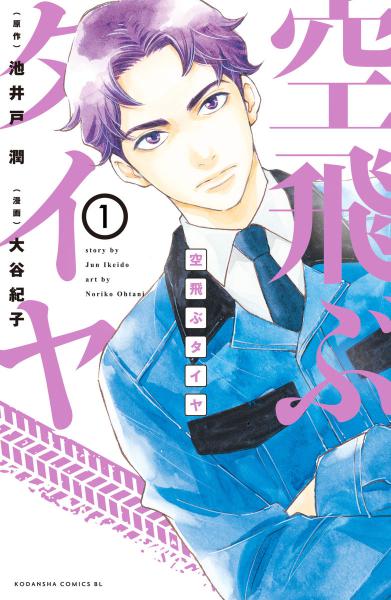 空飛ぶ
タイヤ
（原作）池井戸 潤
（漫画）大谷紀子
1
story by
Jun Ikeido
art by
Noriko Ohtani
空飛ぶタイヤ
KODANSHA COMICS BL